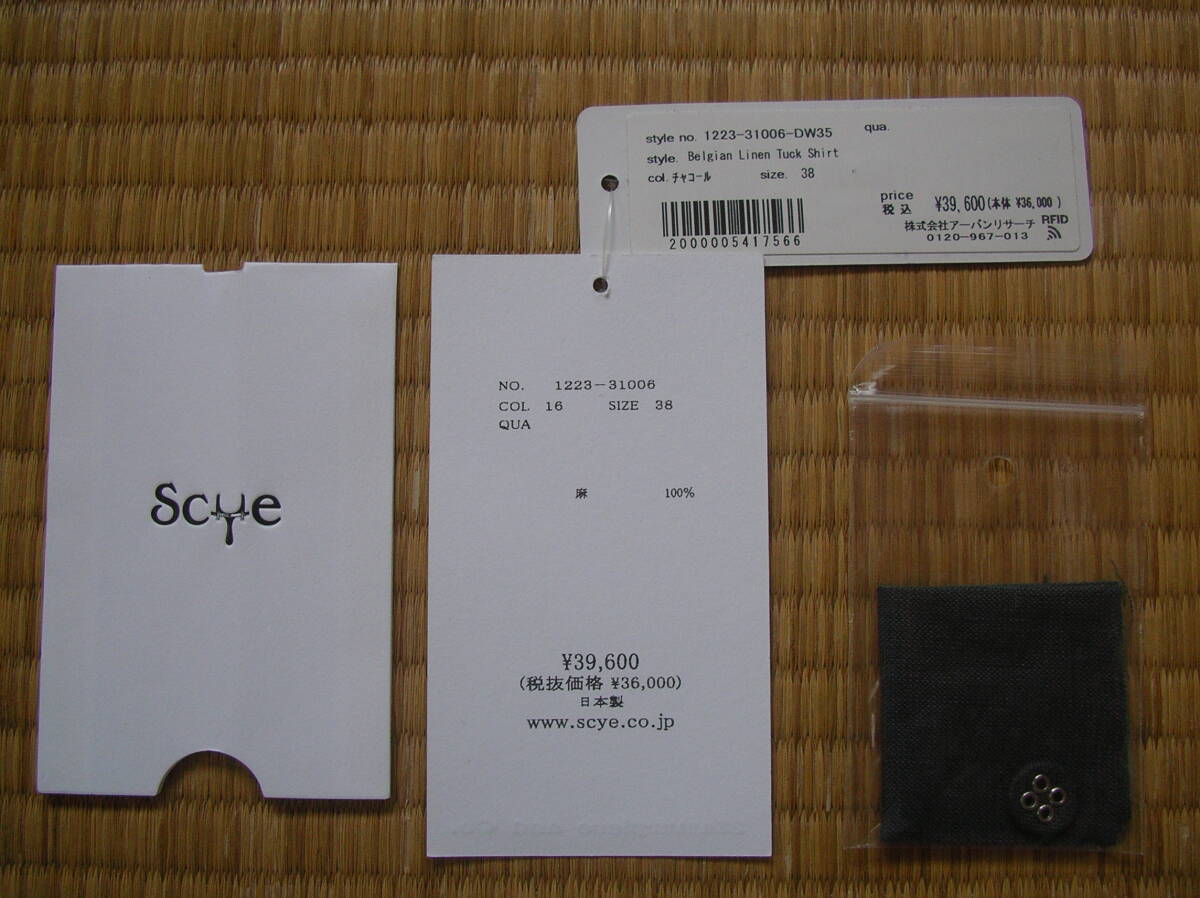 style no. 1223-31006-DW35 qua.
style. Belgian Linen Tuck Shirt
col. チャコール size. 38
price
税込 ¥39,600(本体 ¥36,000 )
株式会社アーバンリサーチ RFID
0120-967-013
2000005417566
Scye
NO. 1223-31006
COL 16 SIZE 38
QUA
麻 100%
¥39,600
(税抜価格 ¥36,000)
日本製
www.scye.co.jp